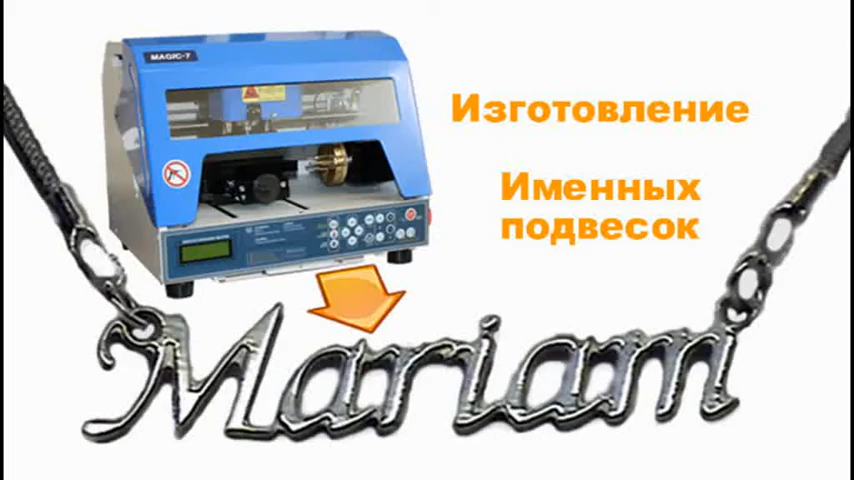 MAGIC-7
Изготовление
Именных
подвесок
Mariam